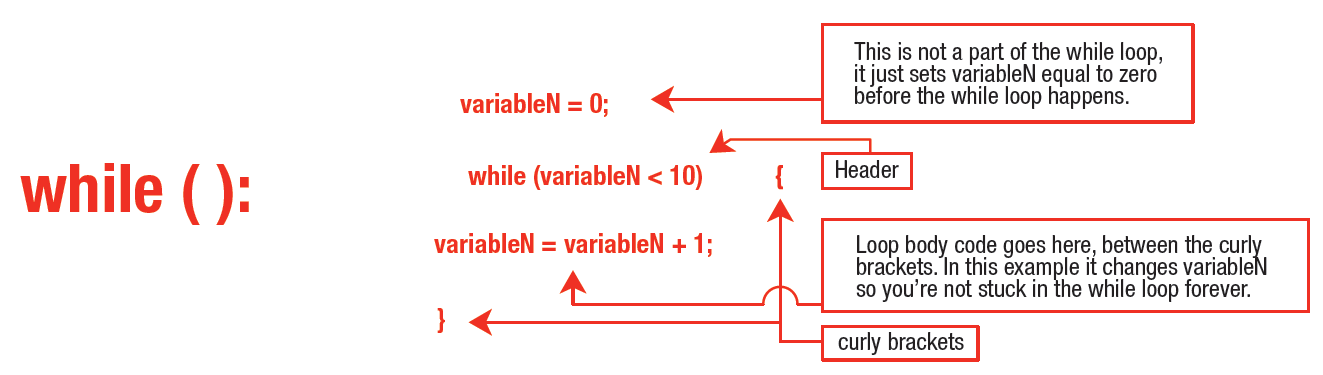 while ( ):
variableN = 0;
This is not a part of the while loop,
it just sets variableN equal to zero
before the while loop happens.
while (variableN < 10) {
Header
variableN = variableN + 1;
Loop body code goes here, between the curly
brackets. In this example it changes variableN
so you’re not stuck in the while loop forever.
}
curly brackets